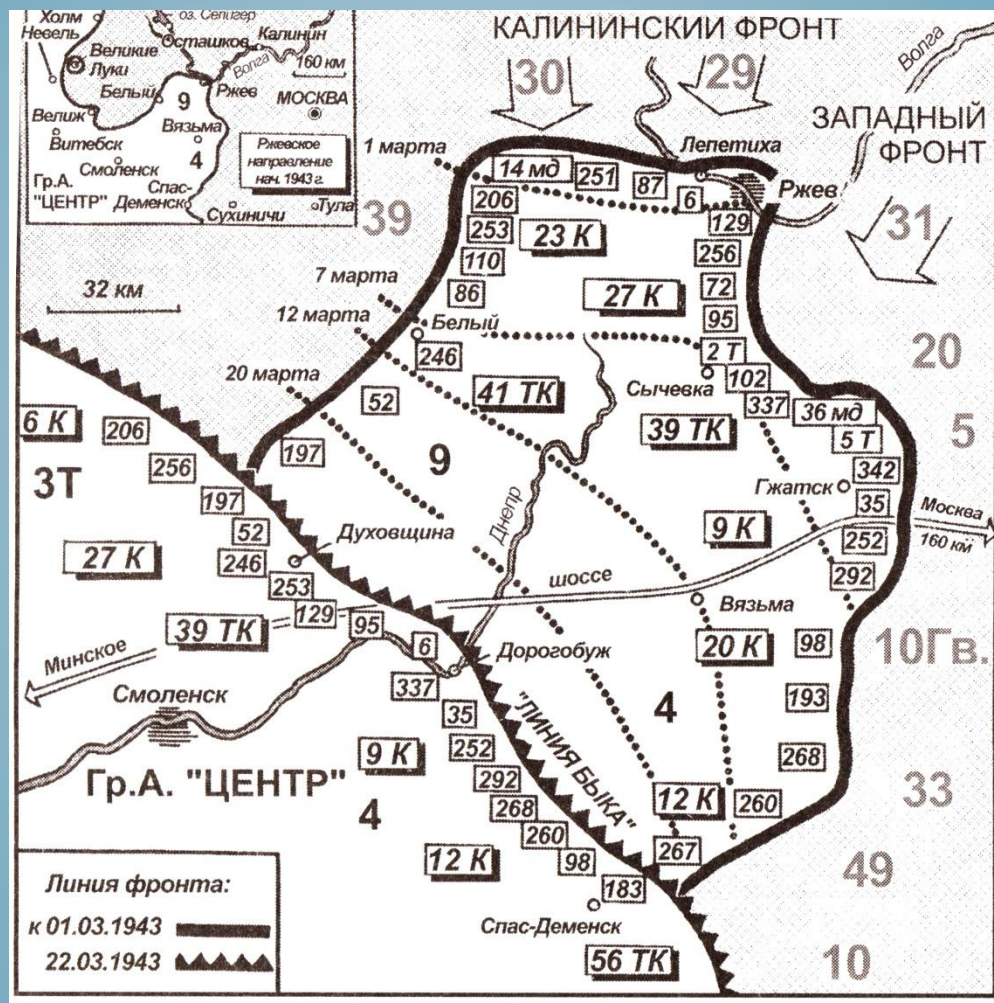 Холм
оз. Селигер
Невель
Осташков
Калинин
Великие
Луки
Волга
160 км
Белый
9
Ржев
МОСКВА
Велиж
Вязьма
Витебск
4
Смоленск
Ржевское
направление
нач. 1943 г.
Гр.А.
"ЦЕНТР"
Спас-
Деменск
Сухиничи
Тула
КАЛИНИНСКИЙ ФРОНТ
30
29
Волга
ЗАПАДНЫЙ
ФРОНТ
1 марта
Лепетиха
14 мд
251
87
6
Ржев
39
206
129
31
253
23 К
256
110
32 км
7 марта
86
27 К
72
12 марта
Белый
95
20
246
2 Т
20 марта
41 ТК
Сычевка
102
52
337
36 мд
6 К
206
39 ТК
5 Т
5
3Т
256
197
9
342
Гжатск
197
35
Москва
160 км
52
Духовщина
Днепр
9 К
252
27 К
246
253
шоссе
292
129
Вязьма
39 ТК
95
6
Дорогобуж
20 К
98
10Гв.
Минское
337
193
Смоленск
35
4
"ЛИНИЯ БЫКА"
9 К
252
268
Гр.А. "ЦЕНТР"
292
33
4
268
12 К
260
260
12 К
98
267
49
183
Линия фронта:
Спас-Деменск
к 01.03.1943
22.03.1943
56 ТК
10